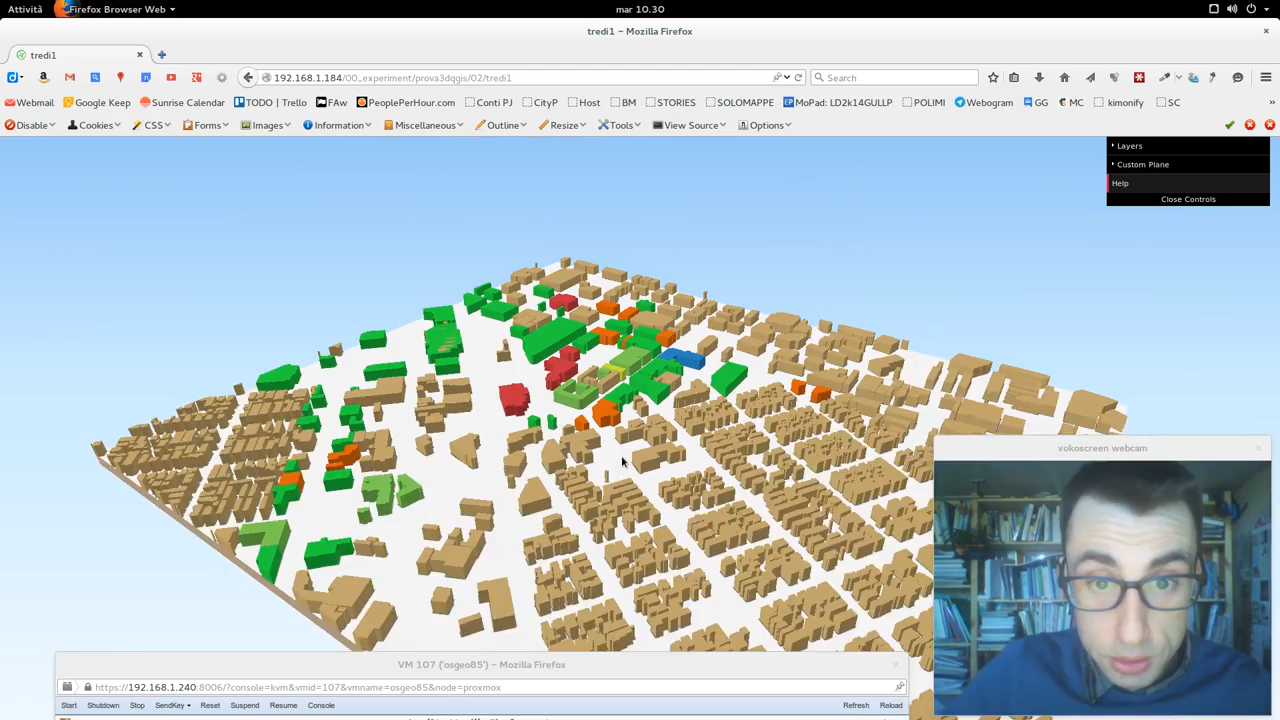 Attività Firefox Browser Web mar 10.30
tredi1 – Mozilla Firefox
tredi1
192.168.1.184/00_experiment/prova3dqgis/02/tredi1 Search
Webmail Google Keep Sunrise Calendar TODO | Trello FAw PeoplePerHour.com Conti PJ CityP Host BM STORIES SOLOMAPPE MoPad: LD2k14GULLP POLIMI Webogram GG MC kimonify SC »
Disable Cookies CSS Forms Images Information Miscellaneous Outline Resize Tools View Source Options
Layers
Custom Plane
Help
Close Controls
vokoscreen webcam
VM 107 ('osgeo85') – Mozilla Firefox
https://192.168.1.240:8006/?console=kvm&vmid=107&vmname=osgeo85&node=proxmox
Start Shutdown Stop SendKey Reset Suspend Resume Console Refresh Reload